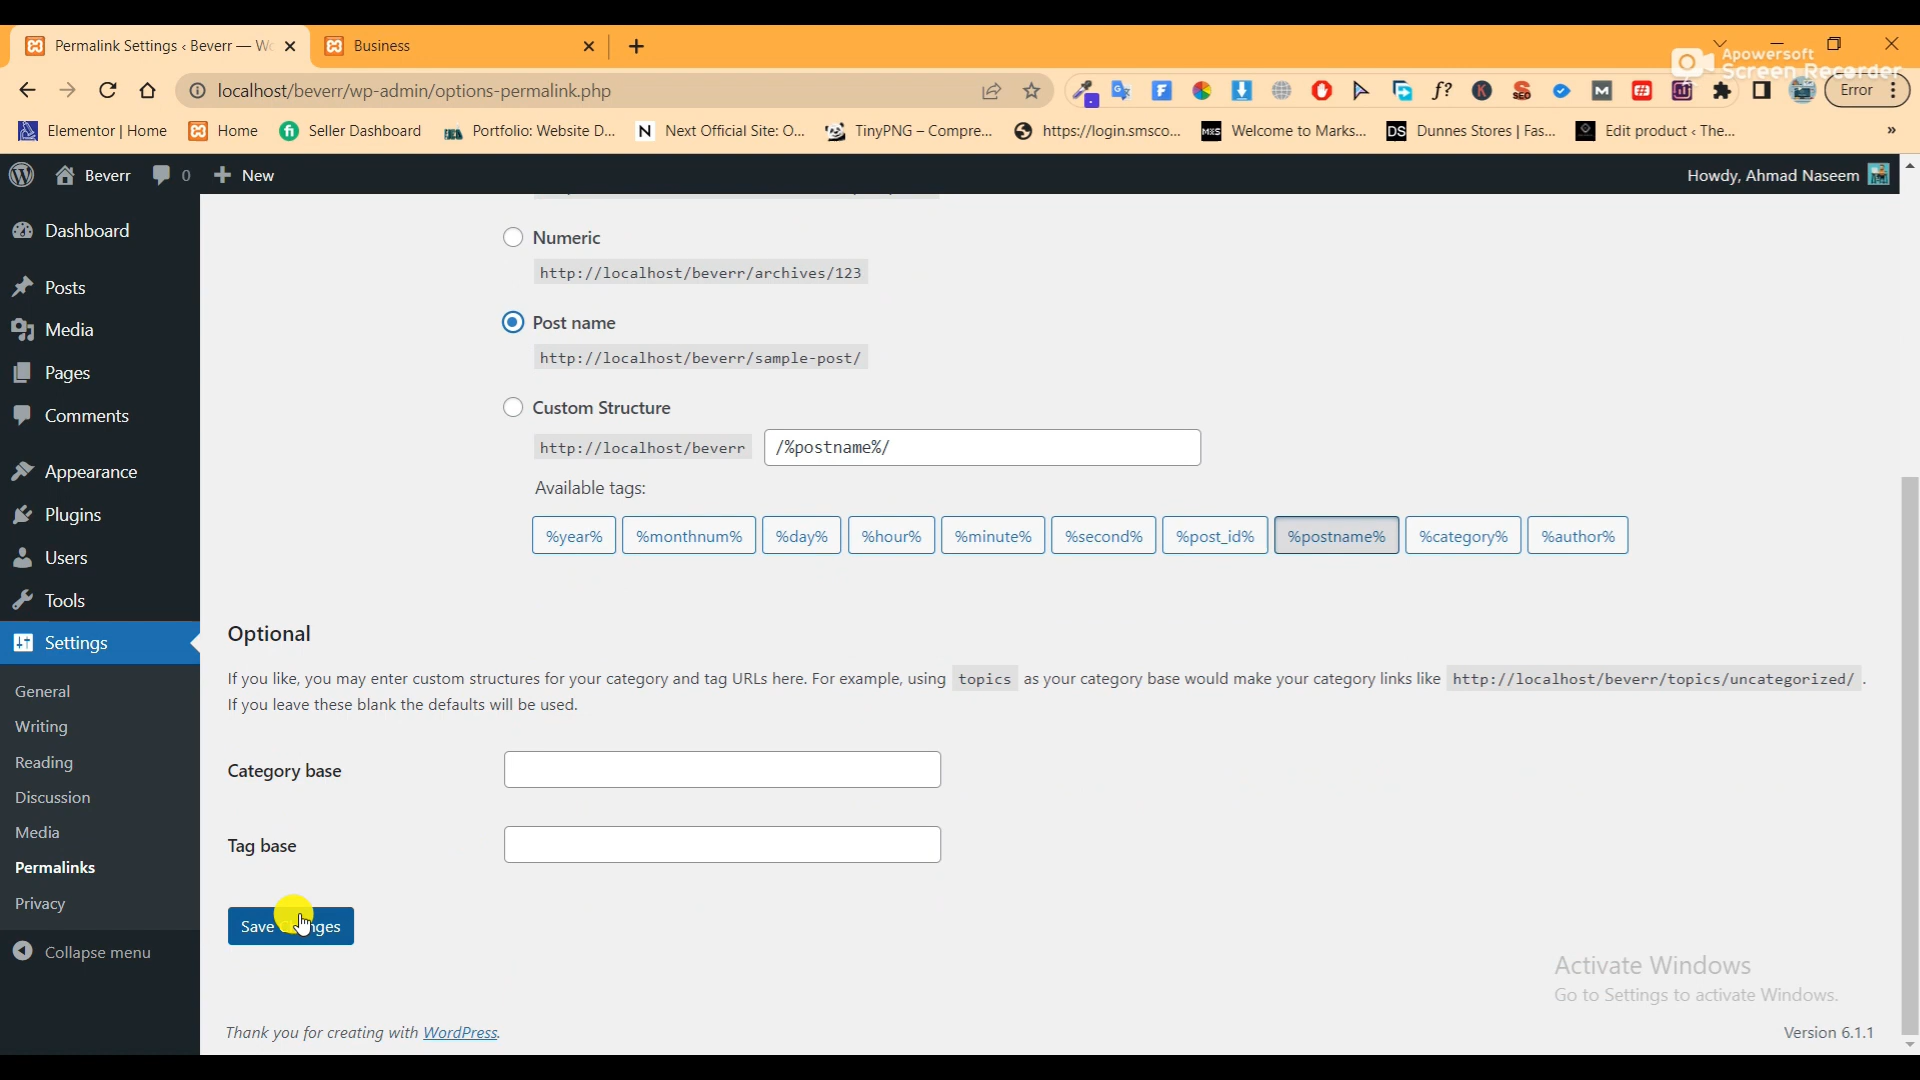 Permalink Settings ‹ Beverr — Wo
Business
Apowersoft
Screen Recorder
localhost/beverr/wp-admin/options-permalink.php
Error
Elementor | Home
Home
Seller Dashboard
Portfolio: Website D...
Next Official Site: O...
TinyPNG – Compre...
https://login.smsco...
Welcome to Marks...
Dunnes Stores | Fas...
Edit product ‹ The...
»
Beverr
0
New
Howdy, Ahmad Naseem
Dashboard
Posts
Media
Pages
Comments
Appearance
Plugins
Users
Tools
Settings
General
Writing
Reading
Discussion
Media
Permalinks
Privacy
Collapse menu
Numeric
http://localhost/beverr/archives/123
Post name
http://localhost/beverr/sample-post/
Custom Structure
http://localhost/beverr /%postname%/
Available tags:
%year% %monthnum% %day% %hour% %minute% %second% %post_id% %postname% %category% %author%
Optional
If you like, you may enter custom structures for your category and tag URLs here. For example, using topics as your category base would make your category links like http://localhost/beverr/topics/uncategorized/ .
If you leave these blank the defaults will be used.
Category base
Tag base
Save Changes
Activate Windows
Go to Settings to activate Windows.
Thank you for creating with WordPress.
Version 6.1.1